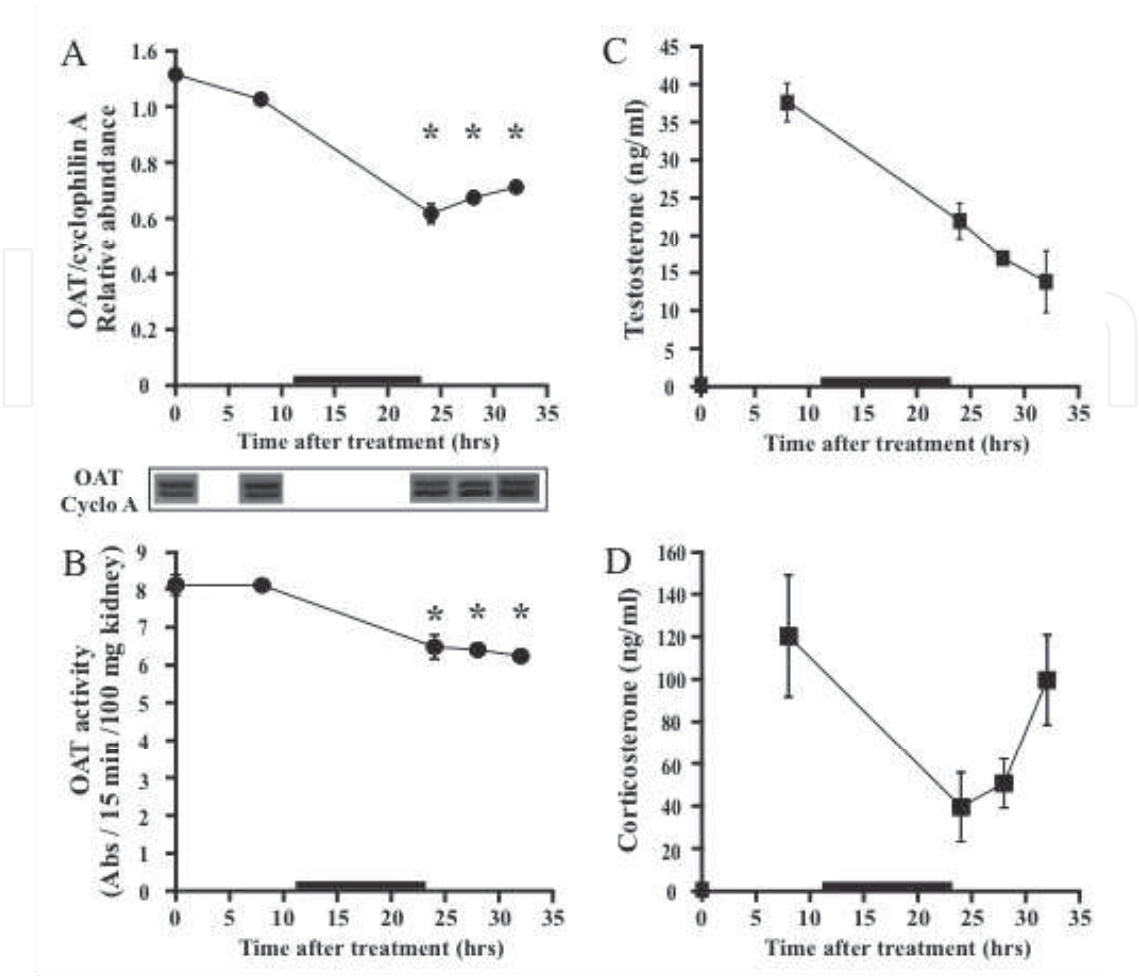 A
OAT/cyclophilin A
Relative abundance
1.6
1.0
0.8
0.6
0.4
0.2
0
* * *
0 5 10 15 20 25 30 35
Time after treatment (hrs)
OAT
Cyclo A
B
OAT activity
(Abs / 15 min /100 mg kidney)
9
8
7
6
5
4
3
2
1
0
* * *
0 5 10 15 20 25 30 35
Time after treatment (hrs)
C
Testosterone (ng/ml)
45
40
35
30
25
20
15
10
5
0
0 5 10 15 20 25 30 35
Time after treatment (hrs)
D
Corticosterone (ng/ml)
160
140
120
100
80
60
40
20
0
0 5 10 15 20 25 30 35
Time after treatment (hrs)